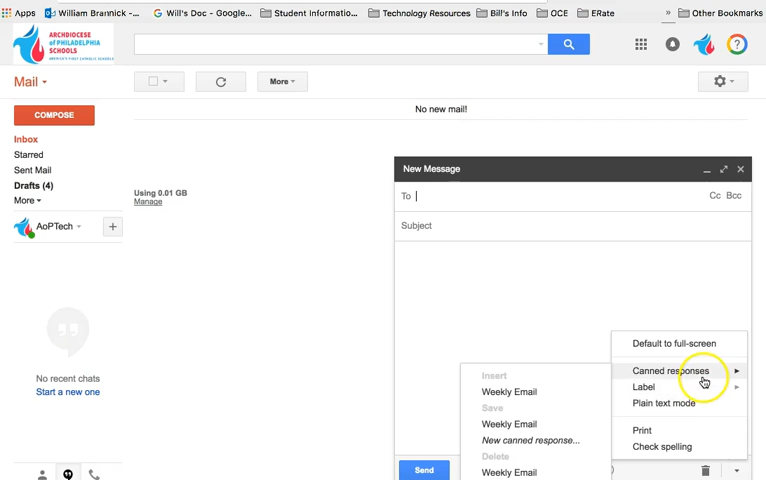 Apps William Brannick -... Will's Doc - Google... Student Informatio... Technology Resources Bill's Info OCE ERate » Other Bookmarks
ARCHDIOCESE
of PHILADELPHIA
SCHOOLS
AMERICA'S FIRST CATHOLIC SCHOOLS
Mail
More
COMPOSE
No new mail!
Inbox
Starred
Sent Mail
Drafts (4)
More
Using 0.01 GB
Manage
AoPTech
No recent chats
Start a new one
New Message
To
Cc Bcc
Subject
Default to full-screen
Canned responses
Label
Plain text mode
Print
Check spelling
Insert
Weekly Email
Save
Weekly Email
New canned response...
Delete
Weekly Email
Send